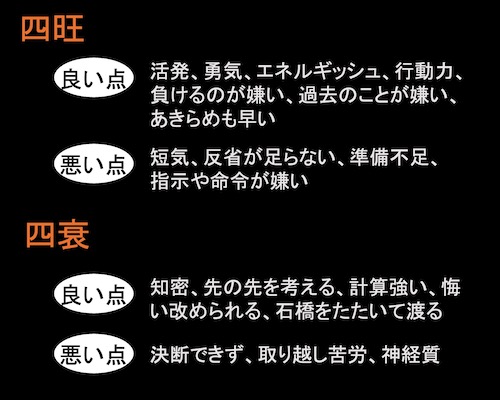 四旺
良い点
活発、勇気、エネルギッシュ、行動力、
負けるのが嫌い、過去のことが嫌い、
あきらめも早い
悪い点
短気、反省が足らない、準備不足、
指示や命令が嫌い
四衰
良い点
知密、先の先を考える、計算強い、悔
い改められる、石橋をたたいて渡る
悪い点
決断できず、取り越し苦労、神経質